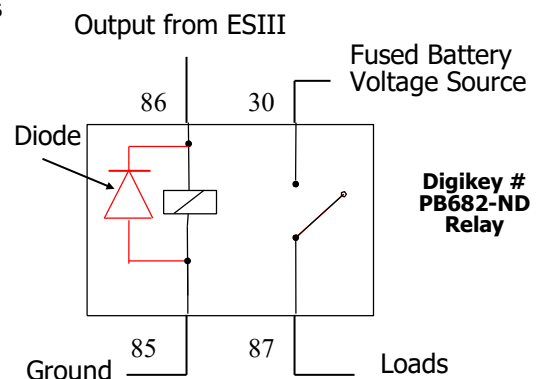 s
Output from ESIII
Fused Battery
Voltage Source
86
30
Diode
Digikey #
PB682-ND
Relay
85
87
Ground
Loads